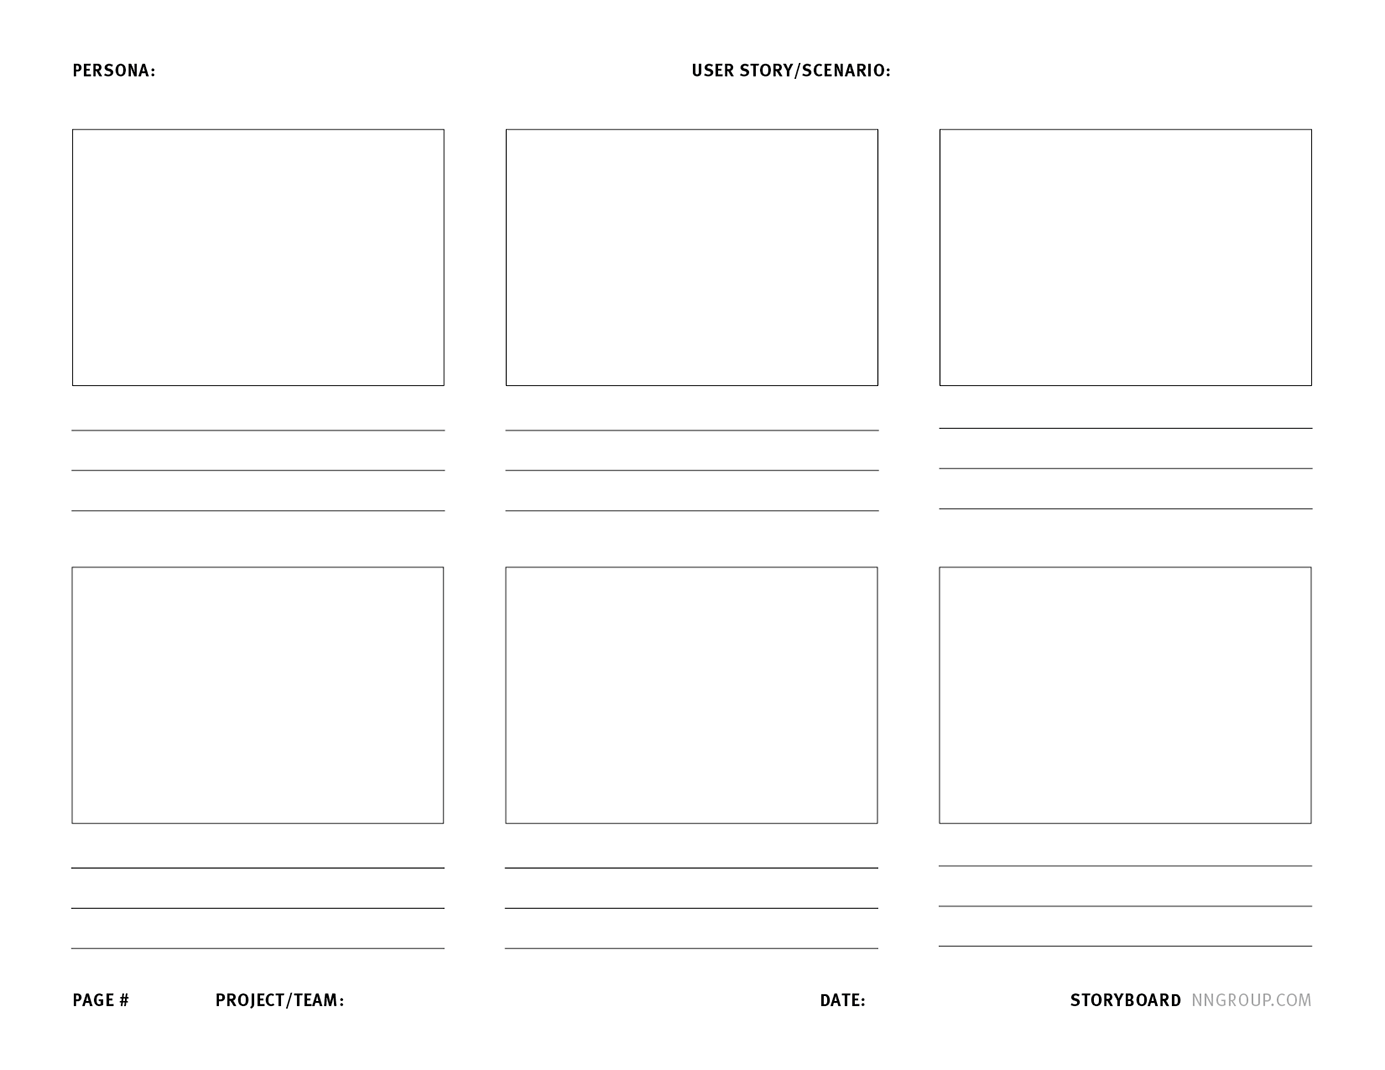 PERSONA:
USER STORY/SCENARIO:
PAGE #
PROJECT/TEAM:
DATE:
STORYBOARD NNGROUP.COM